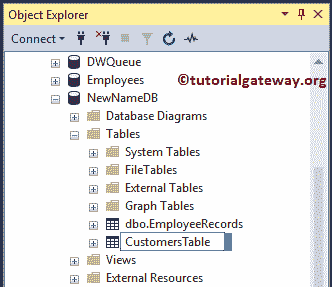 Object Explorer
Connect
DWQueue
Employees
©tutorialgateway.org
NewNameDB
Database Diagrams
Tables
System Tables
FileTables
External Tables
Graph Tables
dbo.EmployeeRecords
CustomersTable
Views
External Resources